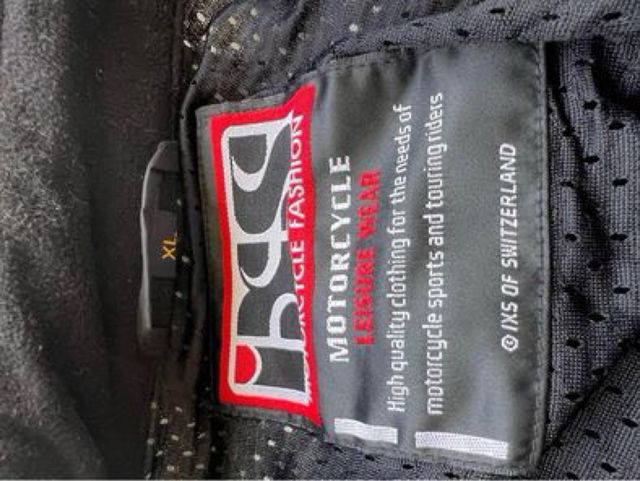 XL
iXS
MOTORCYCLE FASHION
MOTORCYCLE
LEISURE WEAR
High quality clothing for the needs of
motorcycle sports and touring riders
© IXS OF SWITZERLAND